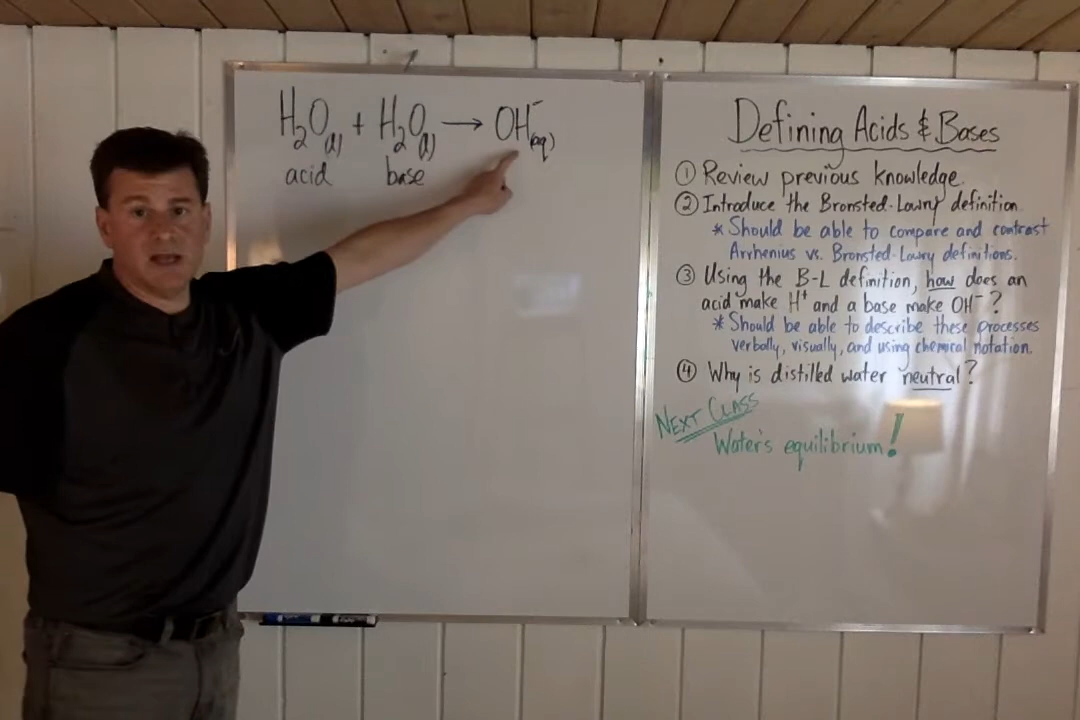 H₂O(l) + H₂O(l) → OH⁻(aq)
acid base
Defining Acids & Bases
① Review previous knowledge.
② Introduce the Bronsted-Lowry definition
* Should be able to compare and contrast
Arrhenius vs. Bronsted-Lowry definitions.
③ Using the B-L definition, how does an
acid make H⁺ and a base make OH⁻?
* Should be able to describe these processes
verbally, visually, and using chemical notation.
④ Why is distilled water neutral?
NEXT CLASS
Water's equilibrium!